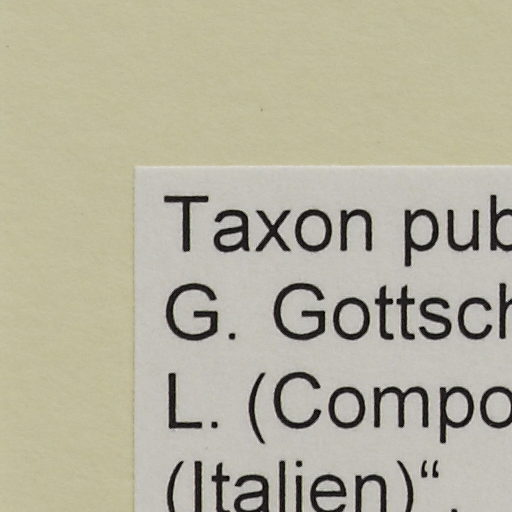 Taxon pub
G. Gottsch
L. (Compo
(Italien)“.